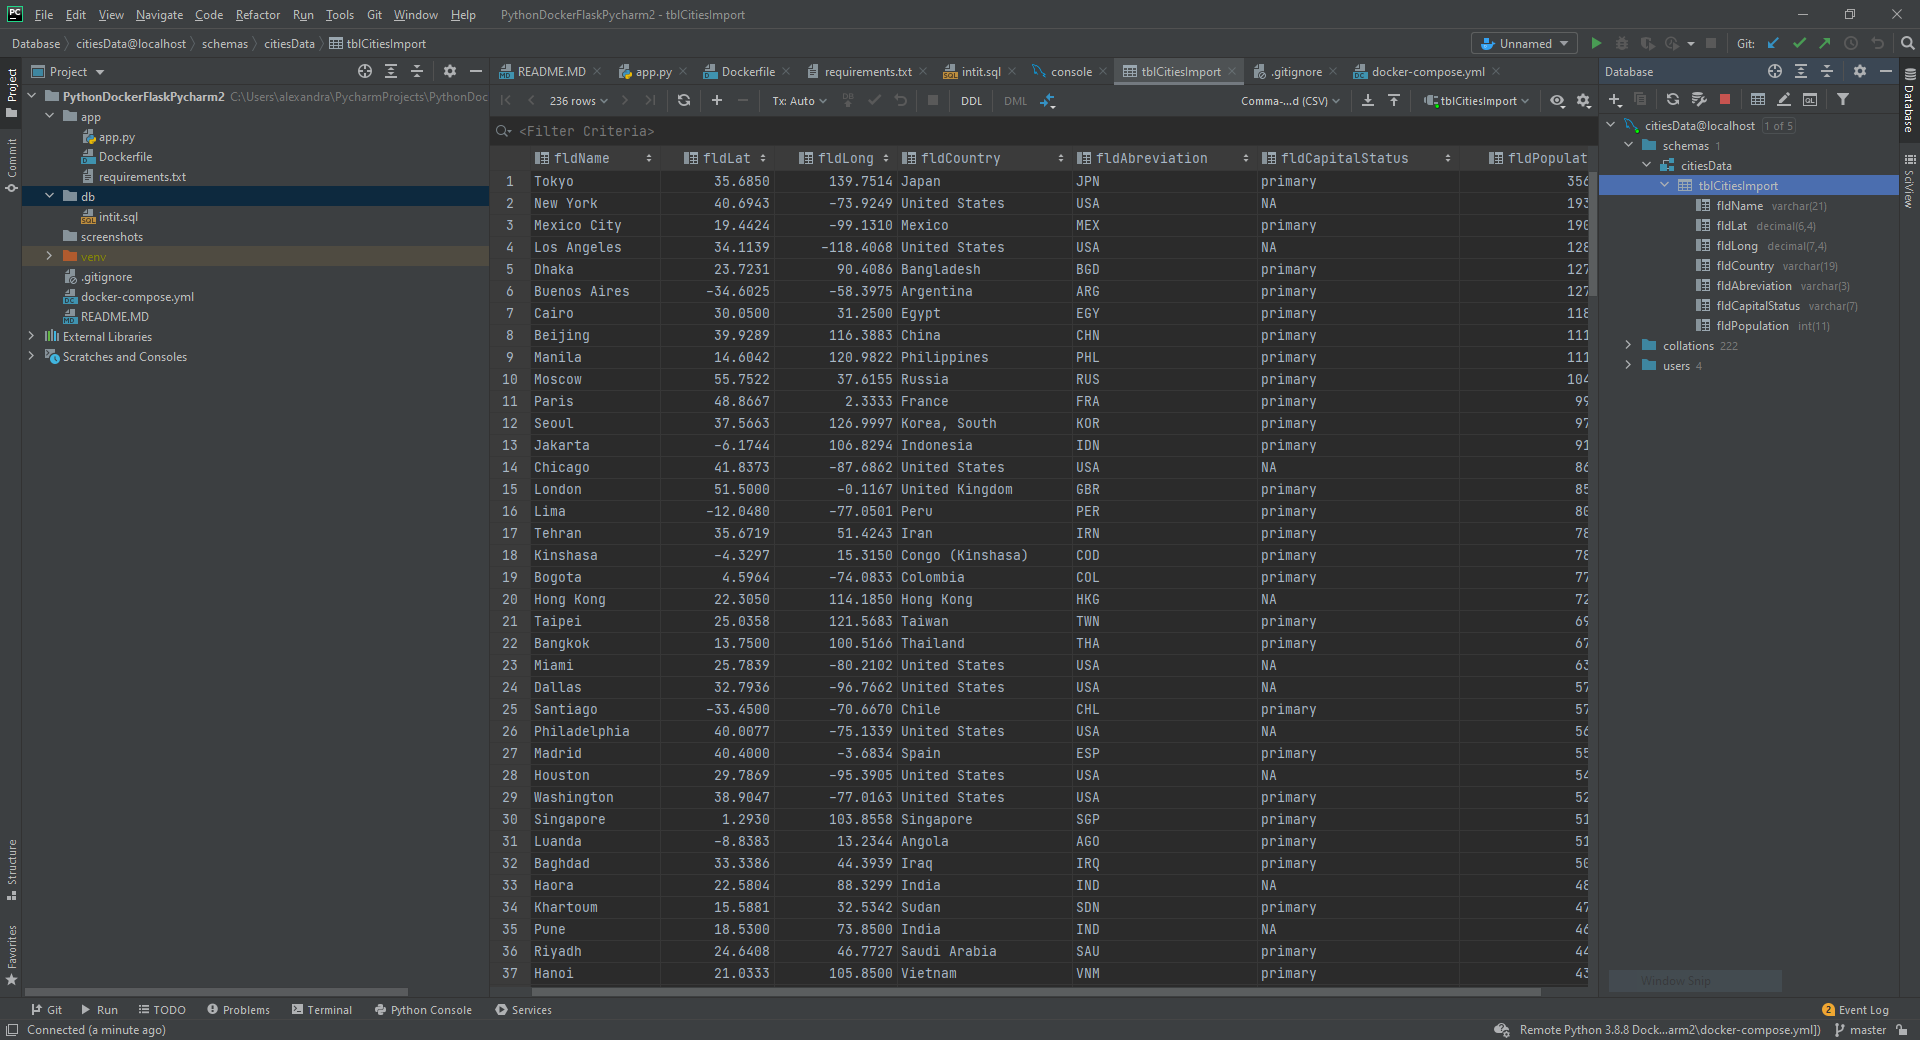 PC File Edit View Navigate Code Refactor Run Tools Git Window Help PythonDockerFlaskPycharm2 - tblCitiesImport
Database citiesData@localhost schemas citiesData tblCitiesImport Unnamed Git:
Project
README.MD app.py Dockerfile requirements.txt intit.sql console tblCitiesImport .gitignore docker-compose.yml
Database
236 rows Tx: Auto DB DDL DML Comma-...d (CSV) tblCitiesImport
<Filter Criteria>
PythonDockerFlaskPycharm2 C:\Users\alexandra\PycharmProjects\PythonDoc
app
app.py
Dockerfile
requirements.txt
db
intit.sql
screenshots
venv
.gitignore
docker-compose.yml
README.MD
External Libraries
Scratches and Consoles
fldName fldLat fldLong fldCountry fldAbreviation fldCapitalStatus fldPopulat
1 Tokyo 35.6850 139.7514 Japan JPN primary 356
2 New York 40.6943 -73.9249 United States USA NA 193
3 Mexico City 19.4424 -99.1310 Mexico MEX primary 190
4 Los Angeles 34.1139 -118.4068 United States USA NA 128
5 Dhaka 23.7231 90.4086 Bangladesh BGD primary 127
6 Buenos Aires -34.6025 -58.3975 Argentina ARG primary 127
7 Cairo 30.0500 31.2500 Egypt EGY primary 118
8 Beijing 39.9289 116.3883 China CHN primary 111
9 Manila 14.6042 120.9822 Philippines PHL primary 111
10 Moscow 55.7522 37.6155 Russia RUS primary 104
11 Paris 48.8667 2.3333 France FRA primary 99
12 Seoul 37.5663 126.9997 Korea, South KOR primary 97
13 Jakarta -6.1744 106.8294 Indonesia IDN primary 91
14 Chicago 41.8373 -87.6862 United States USA NA 86
15 London 51.5000 -0.1167 United Kingdom GBR primary 85
16 Lima -12.0480 -77.0501 Peru PER primary 80
17 Tehran 35.6719 51.4243 Iran IRN primary 78
18 Kinshasa -4.3297 15.3150 Congo (Kinshasa) COD primary 78
19 Bogota 4.5964 -74.0833 Colombia COL primary 77
20 Hong Kong 22.3050 114.1850 Hong Kong HKG NA 72
21 Taipei 25.0358 121.5683 Taiwan TWN primary 69
22 Bangkok 13.7500 100.5166 Thailand THA primary 67
23 Miami 25.7839 -80.2102 United States USA NA 63
24 Dallas 32.7936 -96.7662 United States USA NA 57
25 Santiago -33.4500 -70.6670 Chile CHL primary 57
26 Philadelphia 40.0077 -75.1339 United States USA NA 56
27 Madrid 40.4000 -3.6834 Spain ESP primary 55
28 Houston 29.7869 -95.3905 United States USA NA 54
29 Washington 38.9047 -77.0163 United States USA primary 52
30 Singapore 1.2930 103.8558 Singapore SGP primary 51
31 Luanda -8.8383 13.2344 Angola AGO primary 51
32 Baghdad 33.3386 44.3939 Iraq IRQ primary 50
33 Haora 22.5804 88.3299 India IND NA 48
34 Khartoum 15.5881 32.5342 Sudan SDN primary 47
35 Pune 18.5300 73.8500 India IND NA 46
36 Riyadh 24.6408 46.7727 Saudi Arabia SAU primary 44
37 Hanoi 21.0333 105.8500 Vietnam VNM primary 43
citiesData@localhost 1 of 5
schemas 1
citiesData
tblCitiesImport
fldName varchar(21)
fldLat decimal(6,4)
fldLong decimal(7,4)
fldCountry varchar(19)
fldAbreviation varchar(3)
fldCapitalStatus varchar(7)
fldPopulation int(11)
collations 222
users 4
Window Snip
Project
Commit
Structure
Favorites
Database
SciView
Git Run TODO Problems Terminal Python Console Services 2 Event Log
Connected (a minute ago) Remote Python 3.8.8 Dock...arm2\docker-compose.yml]) master